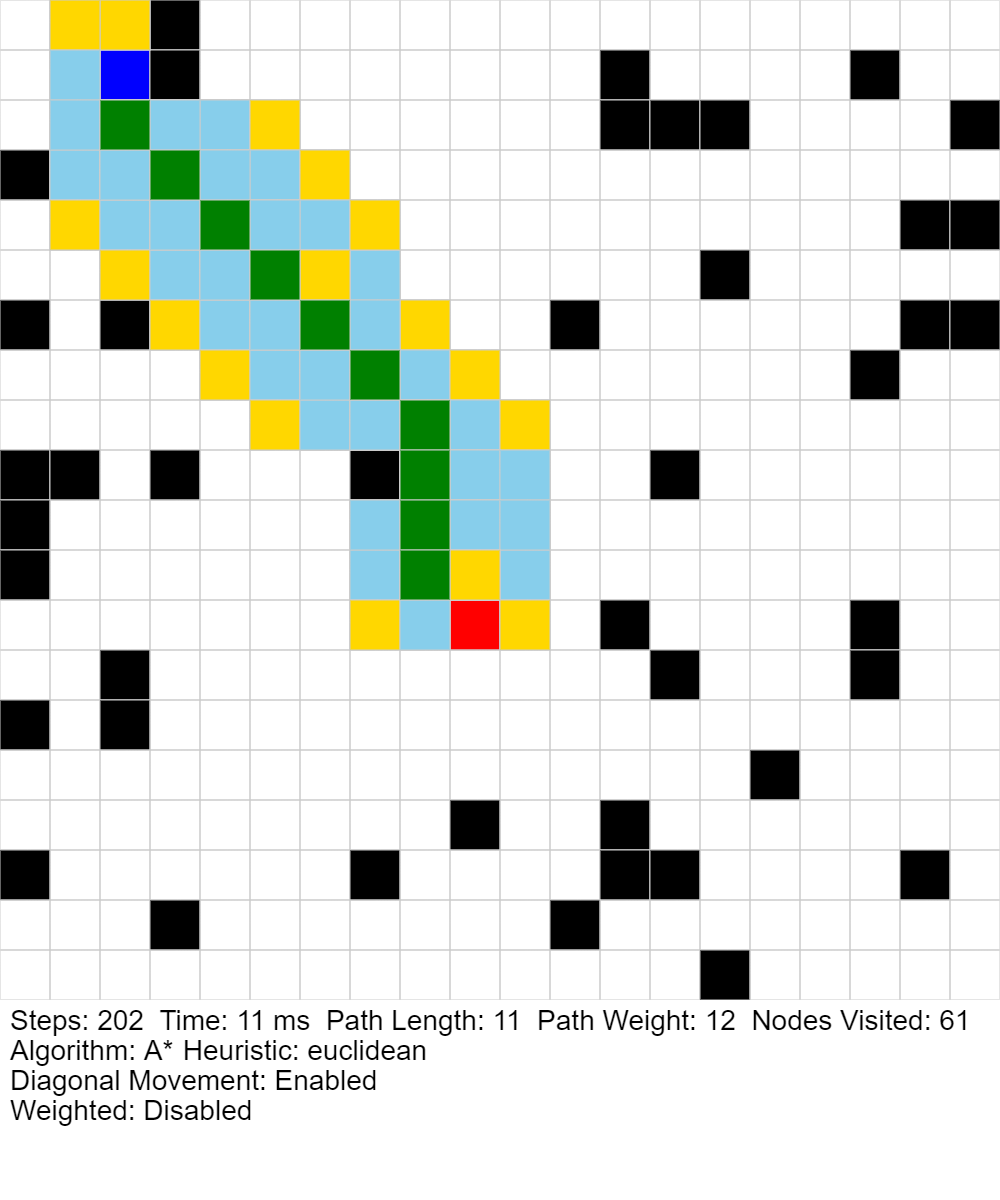 Steps: 202  Time: 11 ms  Path Length: 11  Path Weight: 12  Nodes Visited: 61
Algorithm: A* Heuristic: euclidean
Diagonal Movement: Enabled
Weighted: Disabled